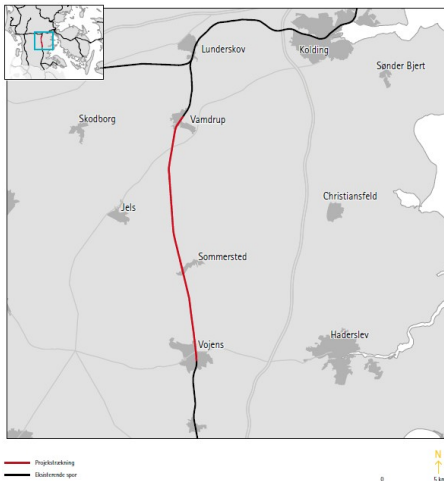 Lunderskov
Kolding
Sønder Bjert
Skodborg
Vamdrup
Jels
Christiansfeld
Sommersted
Vojens
Haderslev
Projektstrækning
Eksisterende spor
N
0 5 km